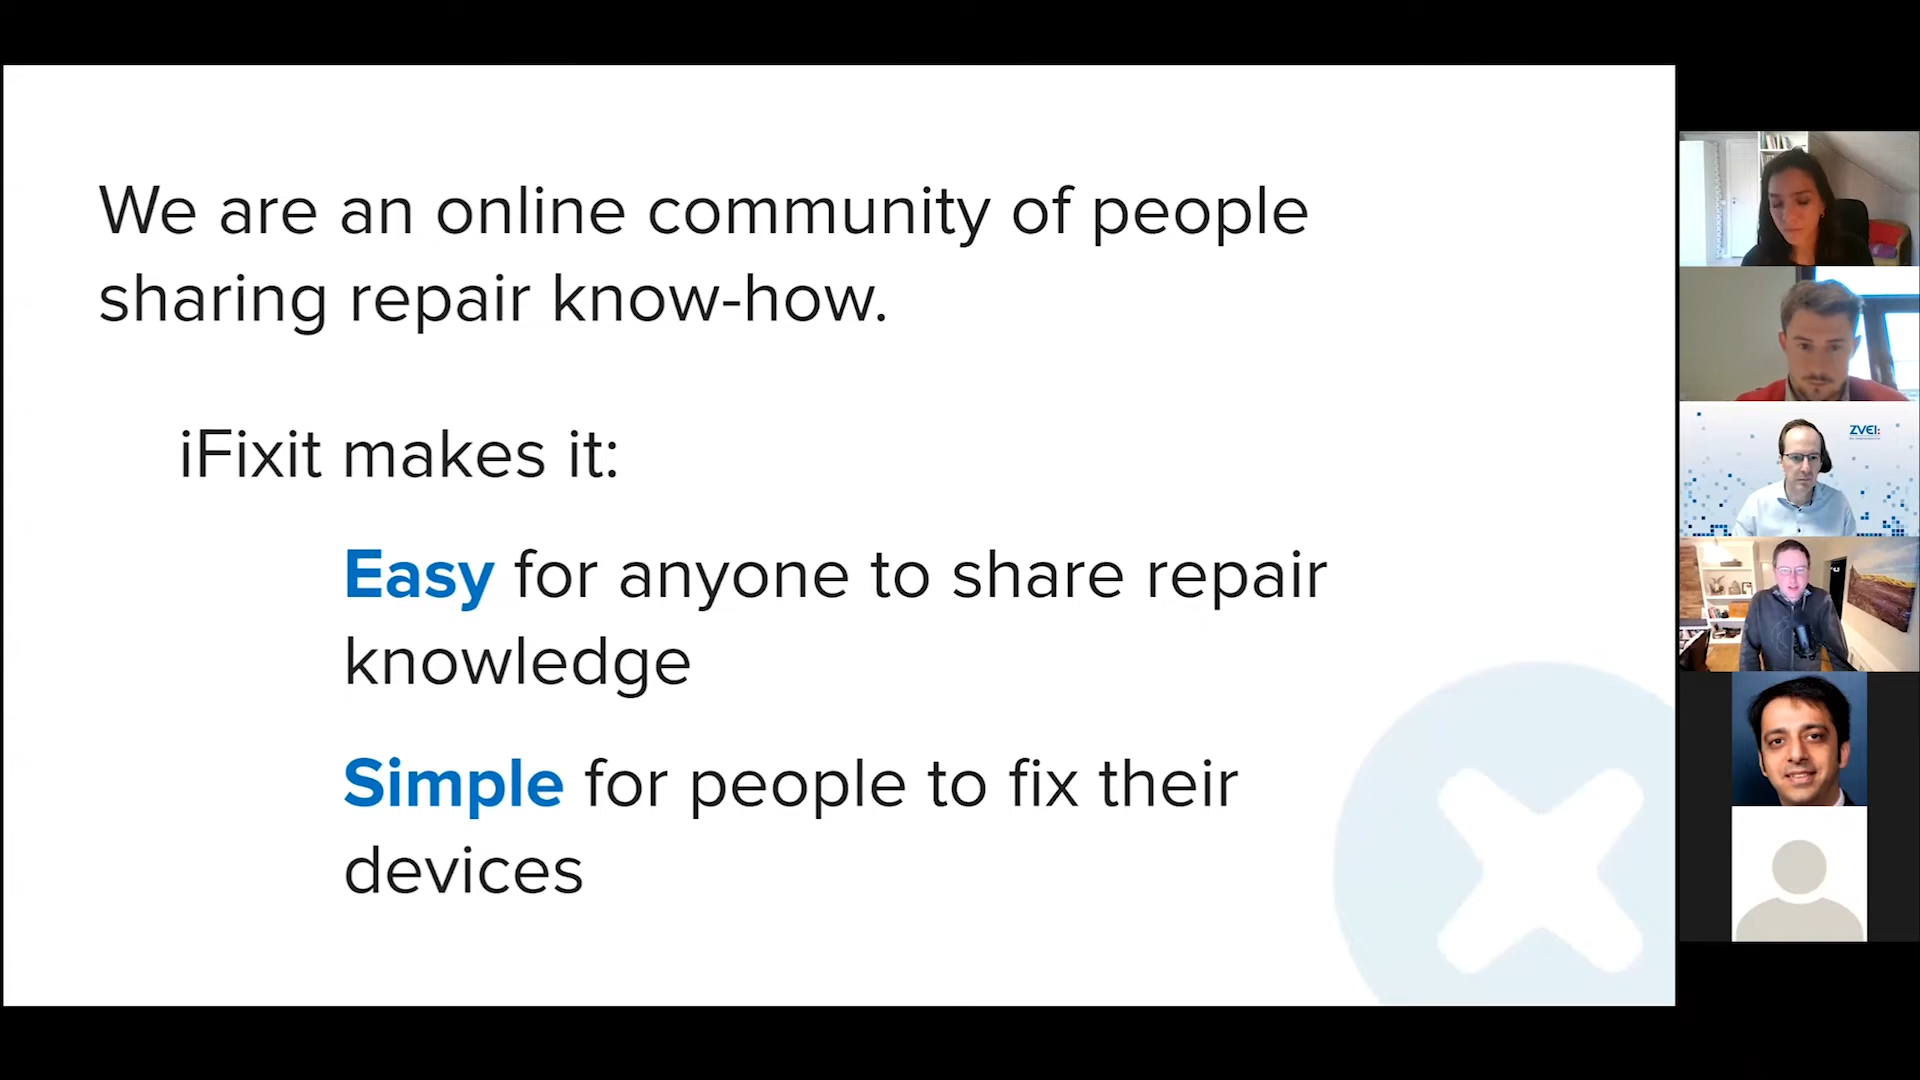 We are an online community of people
sharing repair know-how.
iFixit makes it:
Easy for anyone to share repair
knowledge
Simple for people to fix their
devices
ZVEI: